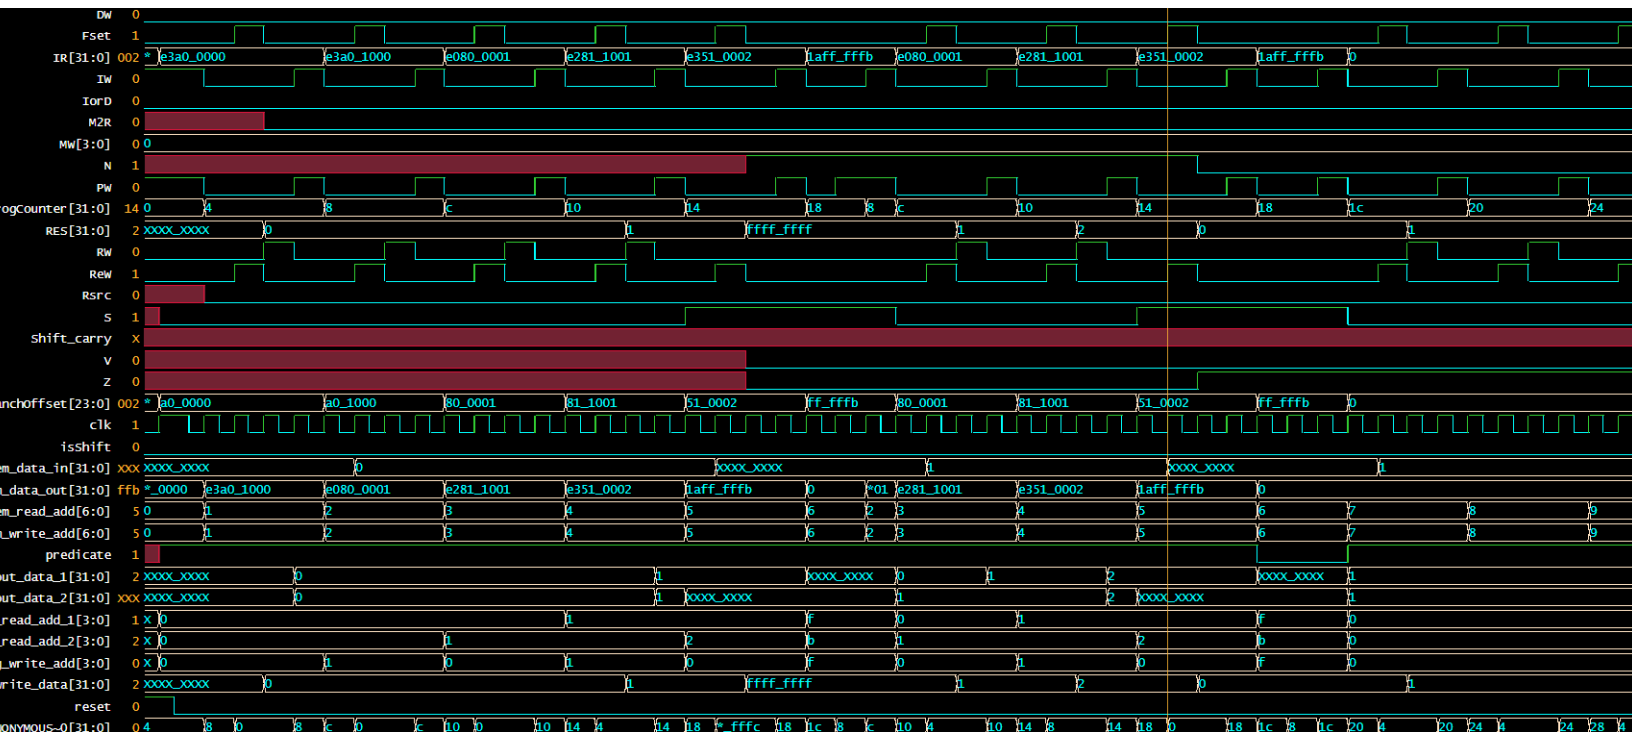 DW 0
Fset 1
IR[31:0] 002 * e3a0_0000 e3a0_1000 e080_0001 e281_1001 e351_0002 1aff_fffb e080_0001 e281_1001 e351_0002 1aff_fffb 0
IW 0
IorD 0
M2R 0
MW[3:0] 0 0
N 1
PW 0
rogCounter[31:0] 14 0 4 8 c 10 14 18 8 c 10 14 18 1c 20 24
RES[31:0] 2 XXXX_XXXX 0 1 ffff_ffff 1 2 0 1
RW 0
ReW 1
Rsrc 0
S 1
Shift_carry X
V 0
Z 0
anchOffset[23:0] 002 * a0_0000 a0_1000 80_0001 81_1001 51_0002 ff_fffb 80_0001 81_1001 51_0002 ff_fffb 0
clk 1
isShift 0
em_data_in[31:0] XXX XXXX_XXXX 0 XXXX_XXXX 1 XXXX_XXXX 1
_data_out[31:0] ffb *_0000 e3a0_1000 e080_0001 e281_1001 e351_0002 1aff_fffb 0 *01 e281_1001 e351_0002 1aff_fffb 0
em_read_add[6:0] 5 0 1 2 3 4 5 6 2 3 4 5 6 7 8 9
_write_add[6:0] 5 0 1 2 3 4 5 6 2 3 4 5 6 7 8 9
predicate 1
out_data_1[31:0] 2 XXXX_XXXX 0 1 XXXX_XXXX 0 1 2 XXXX_XXXX 1
out_data_2[31:0] XXX XXXX_XXXX 0 1 XXXX_XXXX 1 2 XXXX_XXXX 1
_read_add_1[3:0] 1 X 0 1 f 0 1 f 0
_read_add_2[3:0] 2 X 0 1 2 b 1 2 b 0
_write_add[3:0] 0 X 0 1 0 1 0 f 0 1 0 f 0
write_data[31:0] 2 XXXX_XXXX 0 1 ffff_ffff 1 2 0 1
reset 0
ONYMOUS~0[31:0] 0 4 8 0 8 c 0 c 10 0 10 14 4 14 18 *_fffc 18 1c 8 c 10 4 10 14 8 14 18 0 18 1c 8 1c 20 4 20 24 4 24 28 4